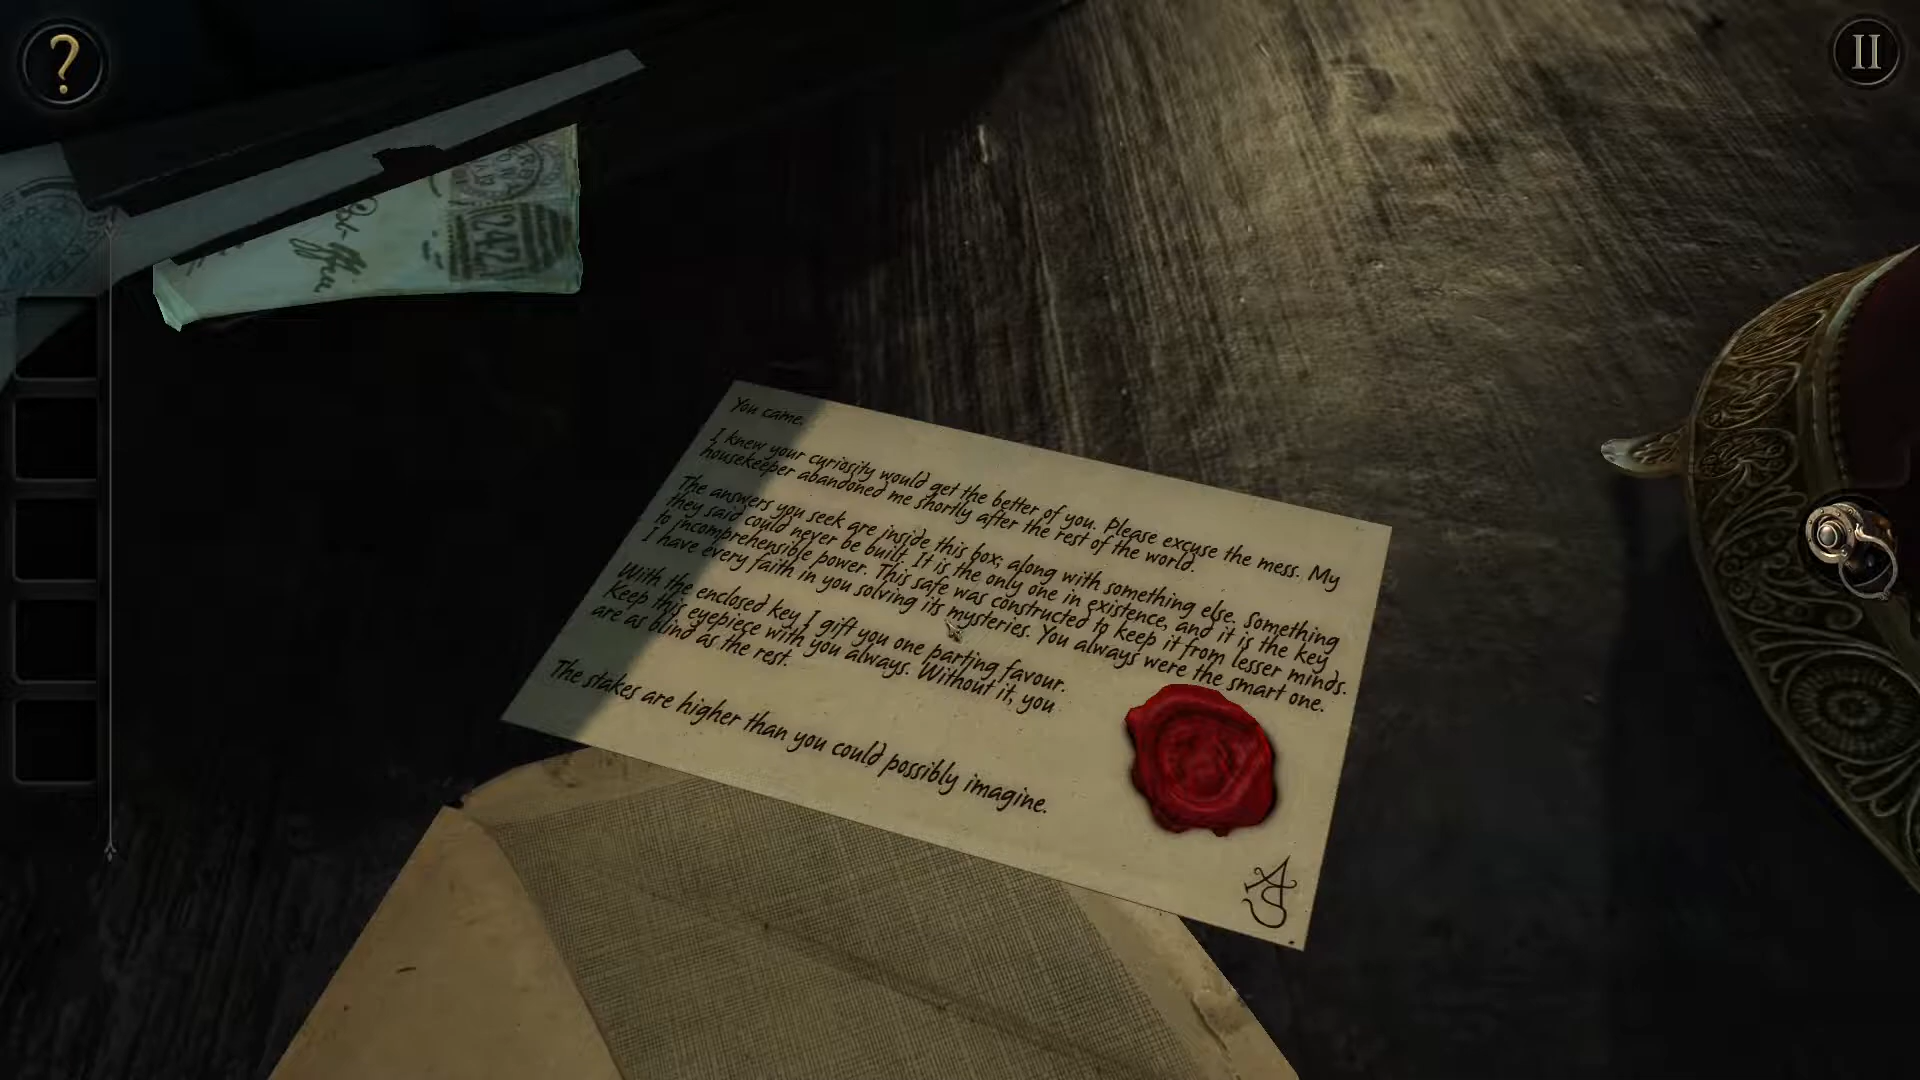 ?
II
1242
You came.
I knew your curiosity would get the better of you. Please excuse the mess. My
housekeeper abandoned me shortly after the rest of the world.
The answers you seek are inside this box; along with something else. Something
they said could never be built. It is the only one in existence, and it is the key
to incomprehensible power. This safe was constructed to keep it from lesser minds.
I have every faith in you solving its mysteries. You always were the smart one.
With the enclosed key I gift you one parting favour.
Keep this eyepiece with you always. Without it, you
are as blind as the rest.
The stakes are higher than you could possibly imagine.
AS